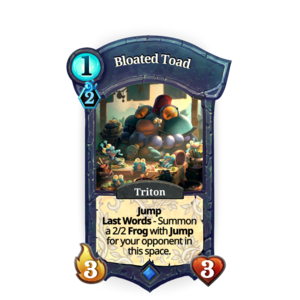 1
Bloated Toad
2
Triton
Jump
Last Words - Summon
a 2/2 Frog with Jump
for your opponent in
this space.
3
3